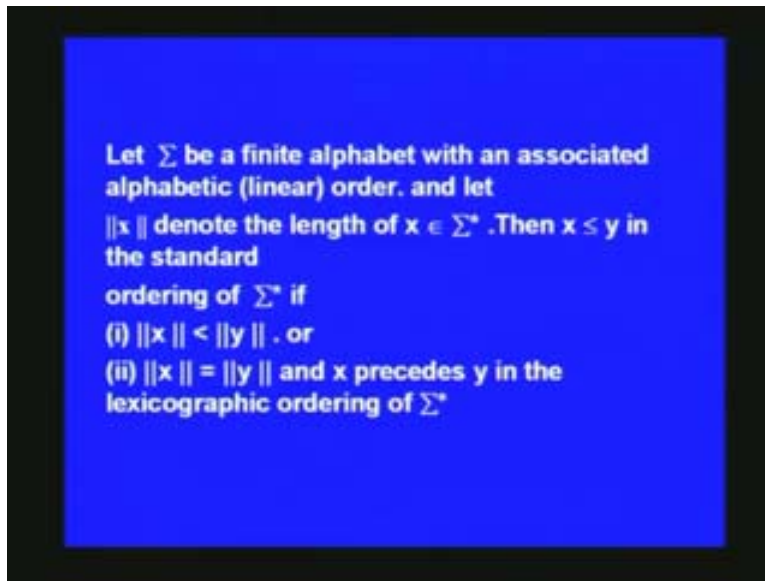 Let Σ be a finite alphabet with an associated
alphabetic (linear) order. and let
||x || denote the length of x ∈ Σ* .Then x ≤ y in
the standard
ordering of Σ* if
(i) ||x || < ||y || . or
(ii) ||x || = ||y || and x precedes y in the
lexicographic ordering of Σ*